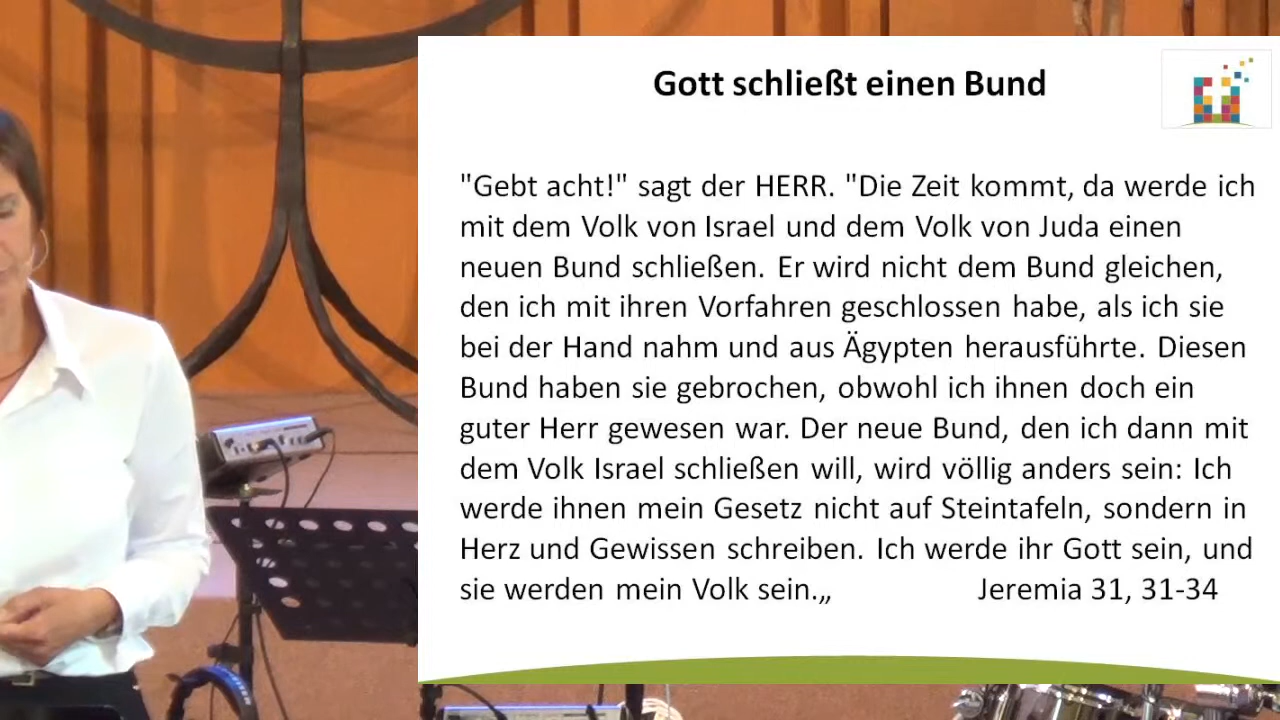 Gott schließt einen Bund
"Gebt acht!" sagt der HERR. "Die Zeit kommt, da werde ich
mit dem Volk von Israel und dem Volk von Juda einen
neuen Bund schließen. Er wird nicht dem Bund gleichen,
den ich mit ihren Vorfahren geschlossen habe, als ich sie
bei der Hand nahm und aus Ägypten herausführte. Diesen
Bund haben sie gebrochen, obwohl ich ihnen doch ein
guter Herr gewesen war. Der neue Bund, den ich dann mit
dem Volk Israel schließen will, wird völlig anders sein: Ich
werde ihnen mein Gesetz nicht auf Steintafeln, sondern in
Herz und Gewissen schreiben. Ich werde ihr Gott sein, und
sie werden mein Volk sein.„ Jeremia 31, 31-34